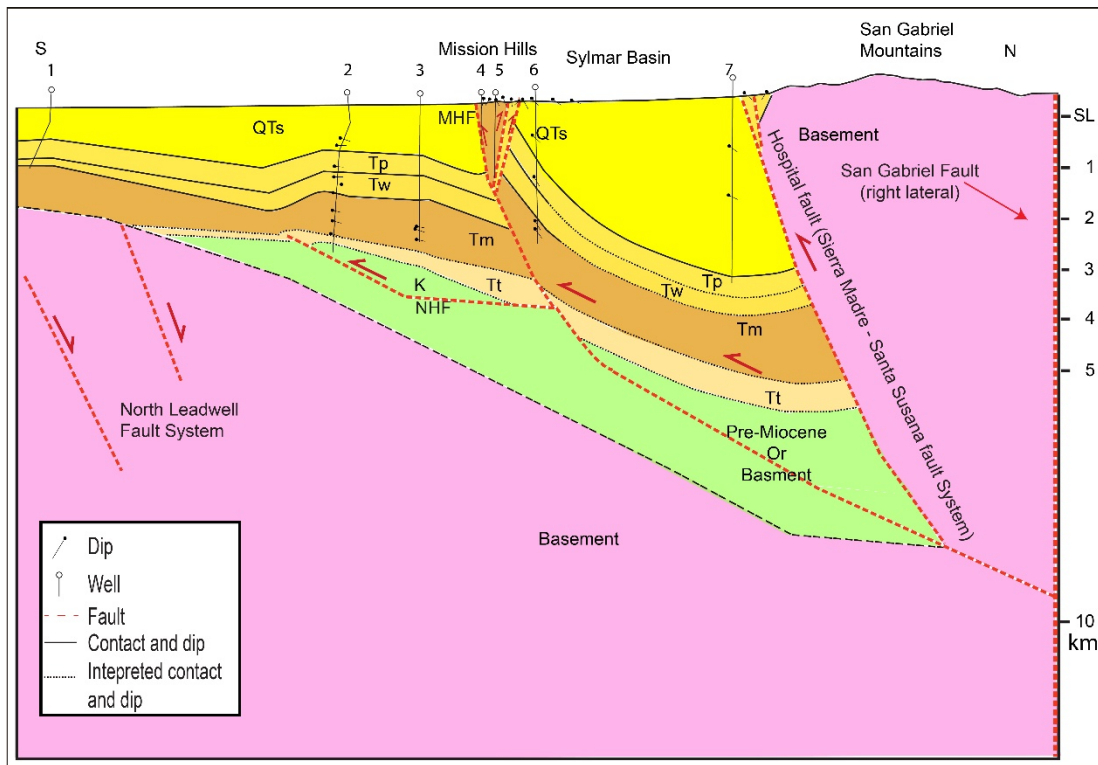 S
Mission Hills
Sylmar Basin
San Gabriel
Mountains
N
1
2
3
4
5
6
7
MHF
QTs
QTs
Basement
SL
Tp
Tw
Tm
K
NHF
Tt
Hospital fault (Sierra Madre - Santa Susana fault System)
San Gabriel Fault
(right lateral)
1
2
3
4
5
10
km
Tp
Tw
Tm
Tt
Pre-Miocene
Or
Basment
North Leadwell
Fault System
Basement
Dip
Well
Fault
Contact and dip
Intepreted contact
and dip